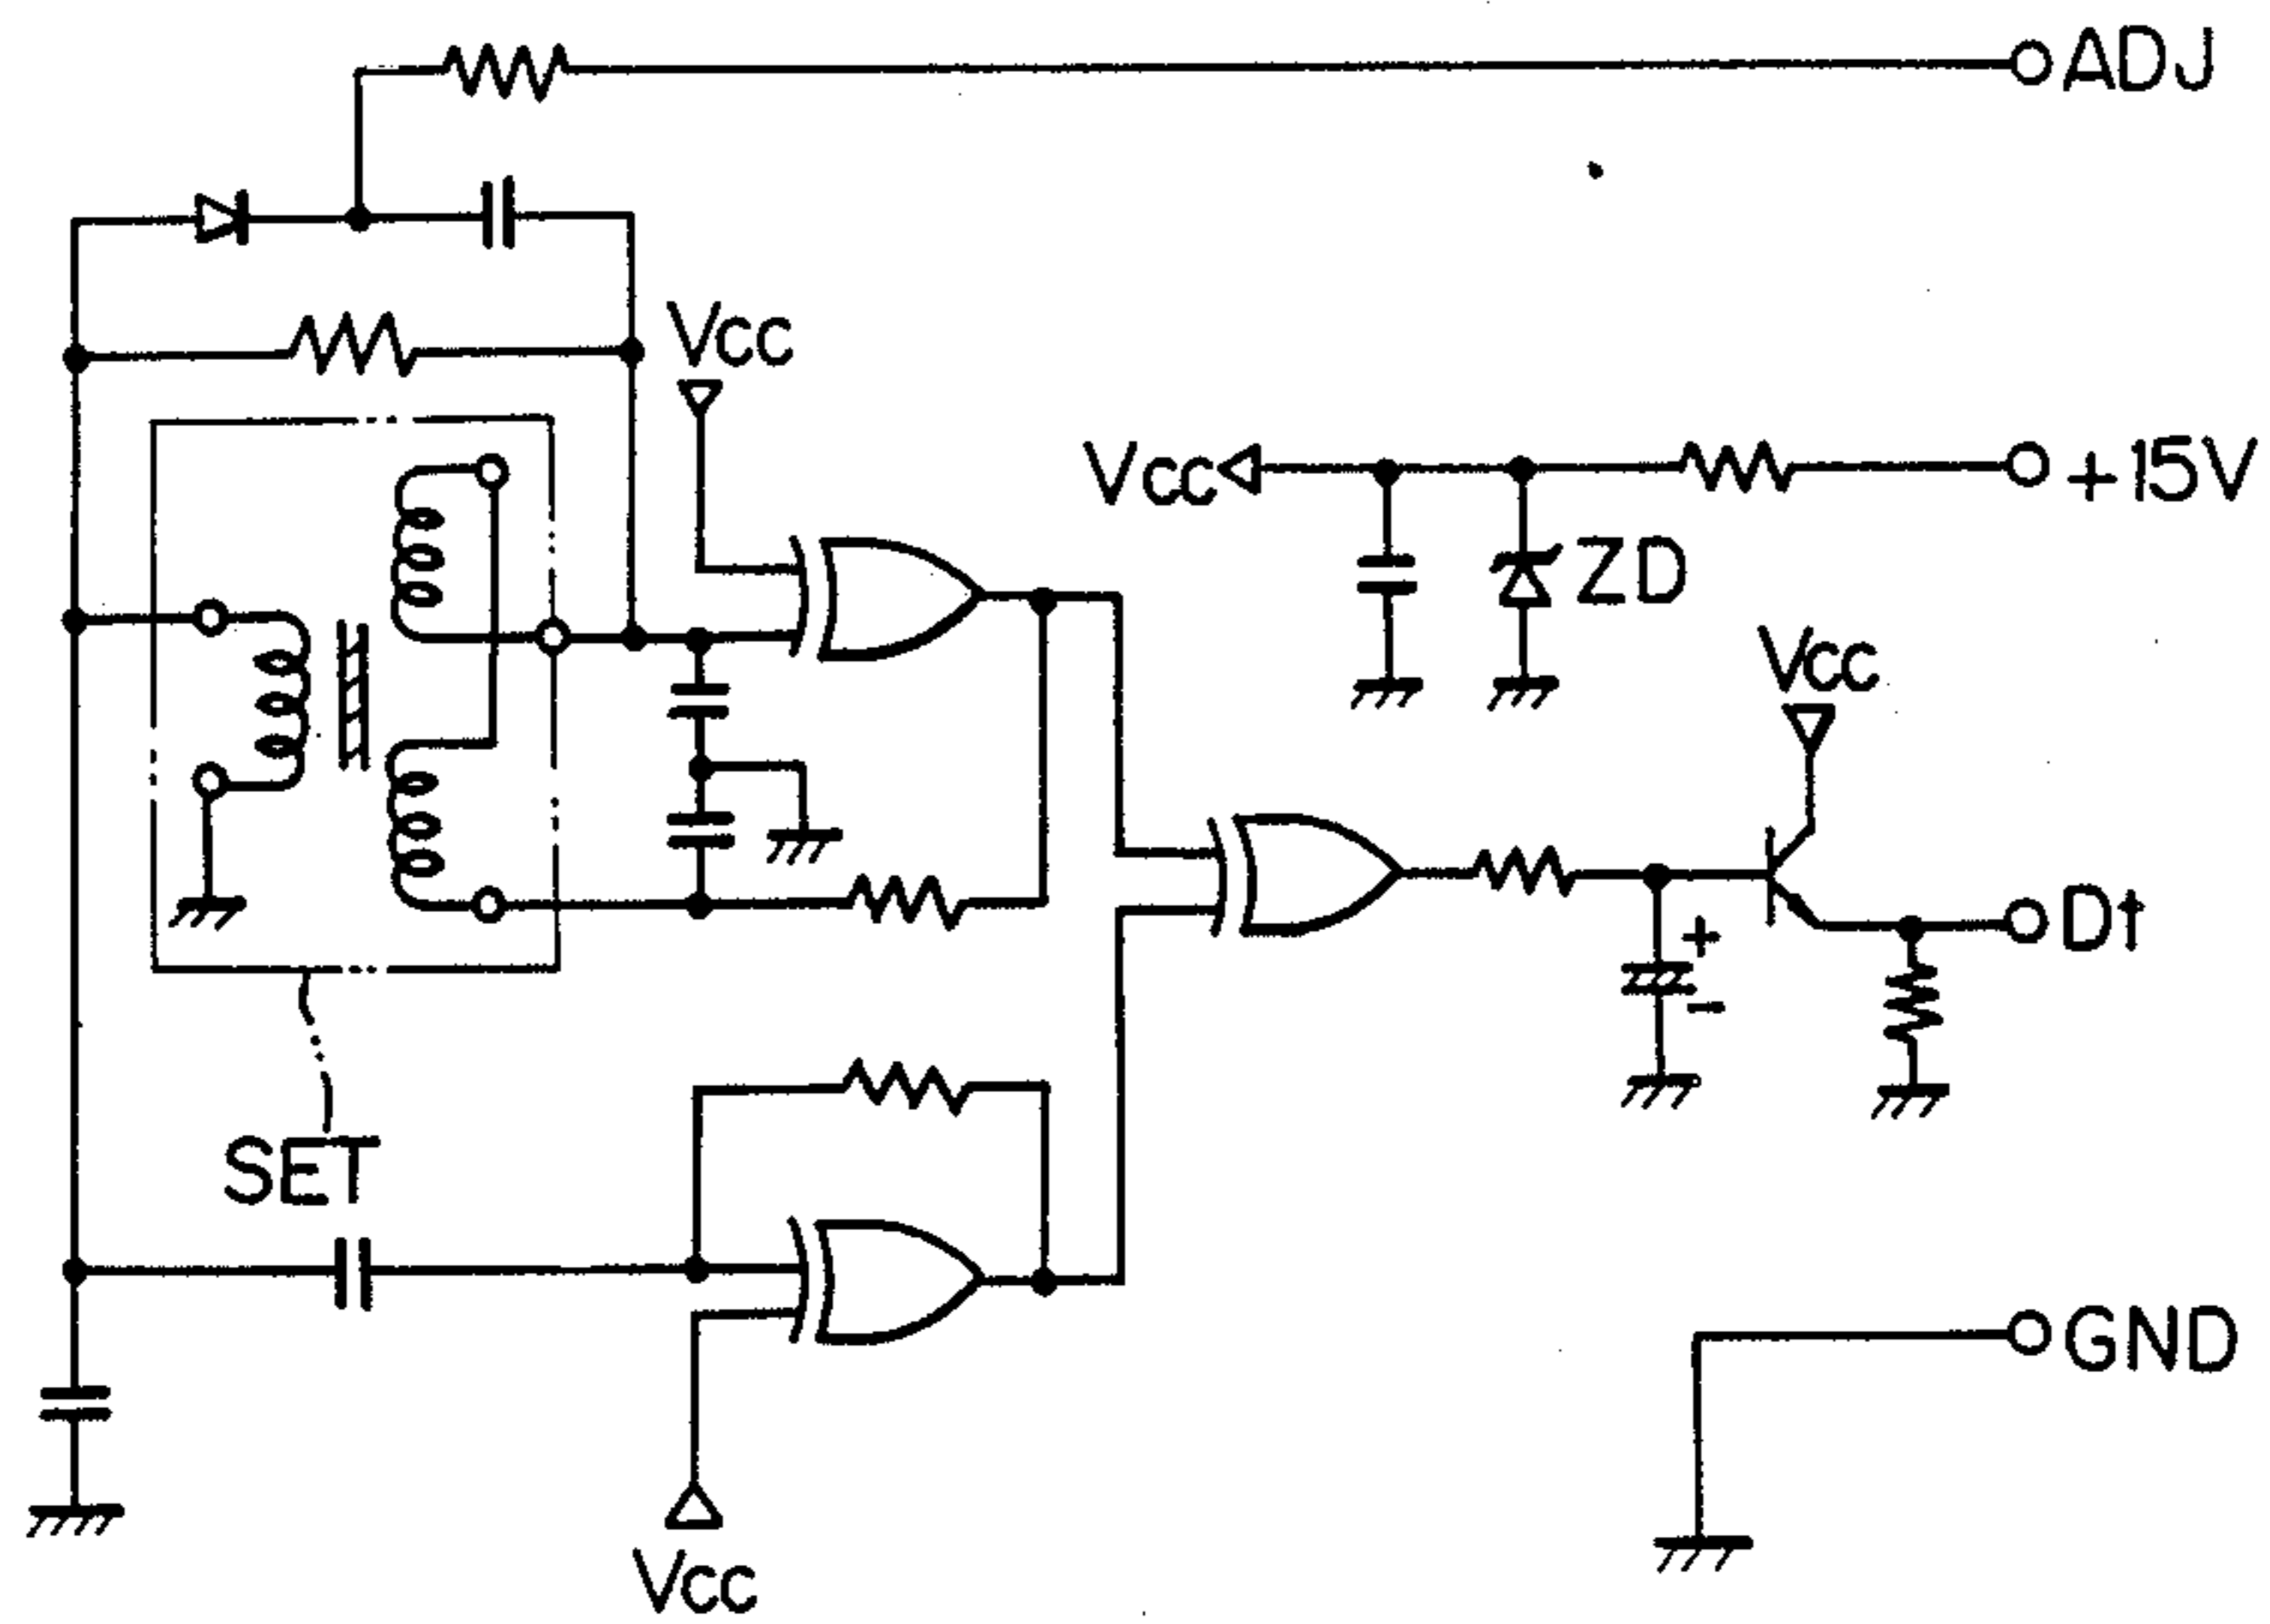 ADJ
Vcc
Vcc
+15V
ZD
Vcc
+
Dt
-
SET
GND
Vcc